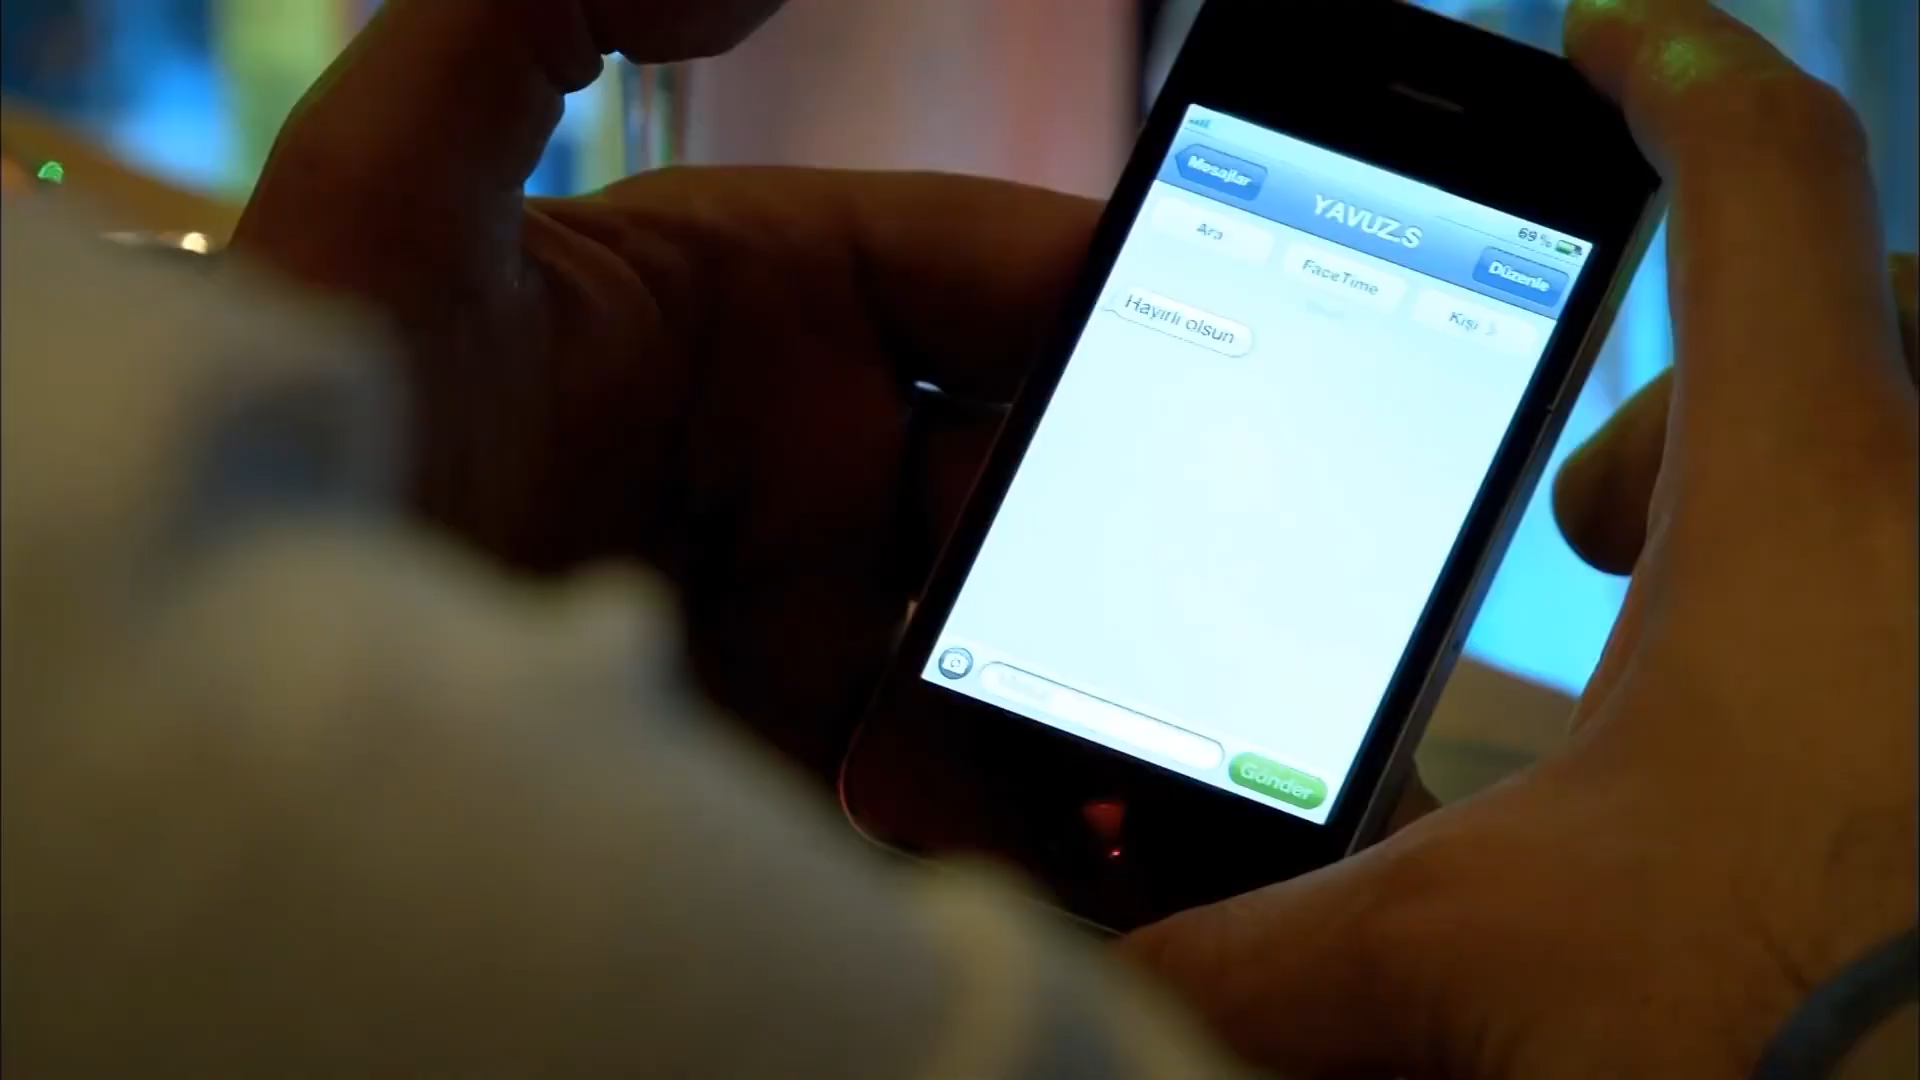 Mesajlar
YAVUZ.S
69 %
Düzenle
Ara
FaceTime
Kişi
Hayırlı olsun
Gönder